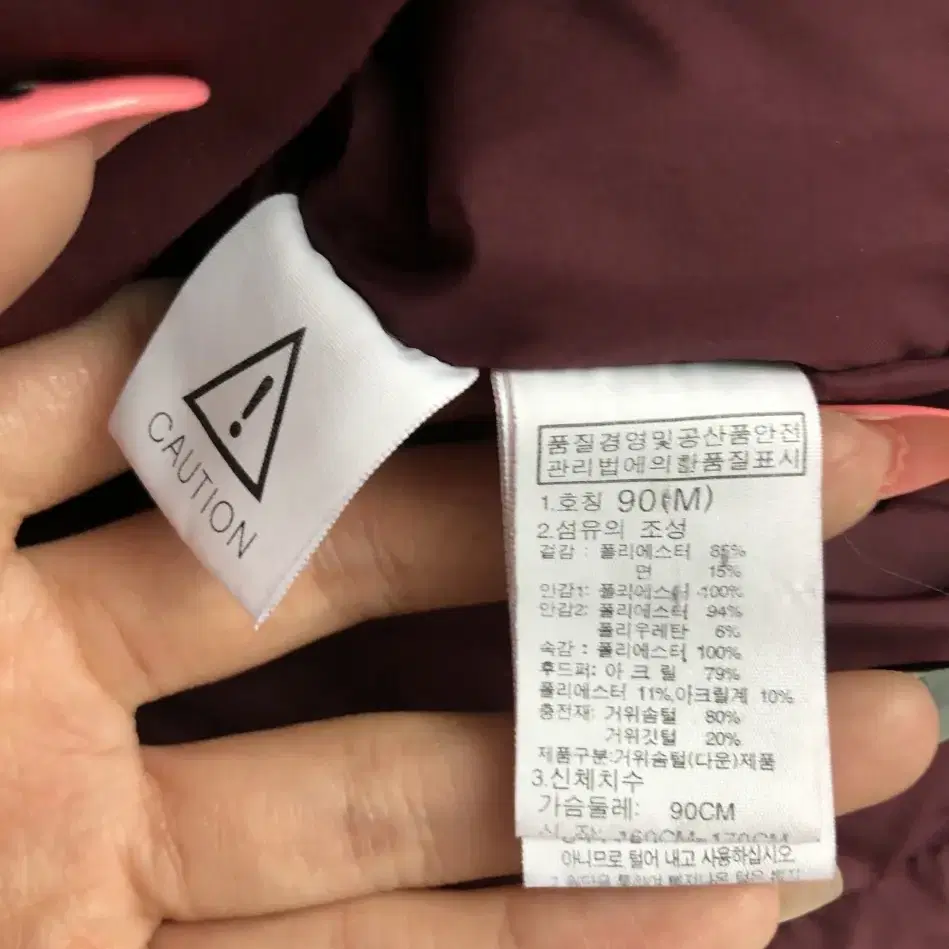 CAUTION
품질경영및공산품안전
관리법에의한품질표시
1.호칭 90(M)
2.섬유의 조성
겉감 : 폴리에스터 85%
면 15%
안감1: 폴리에스터 100%
안감2: 폴리에스터 94%
폴리우레탄 6%
속감 : 폴리에스터 100%
후드퍼: 아 크 릴 79%
폴리에스터 11%,아크릴계 10%
충전재: 거위솜털 80%
거위깃털 20%
제품구분:거위솜털(다운)제품
3.신체치수
가슴둘레: 90CM
160CM-170CM
아니므로 털어 내고 사용하십시오